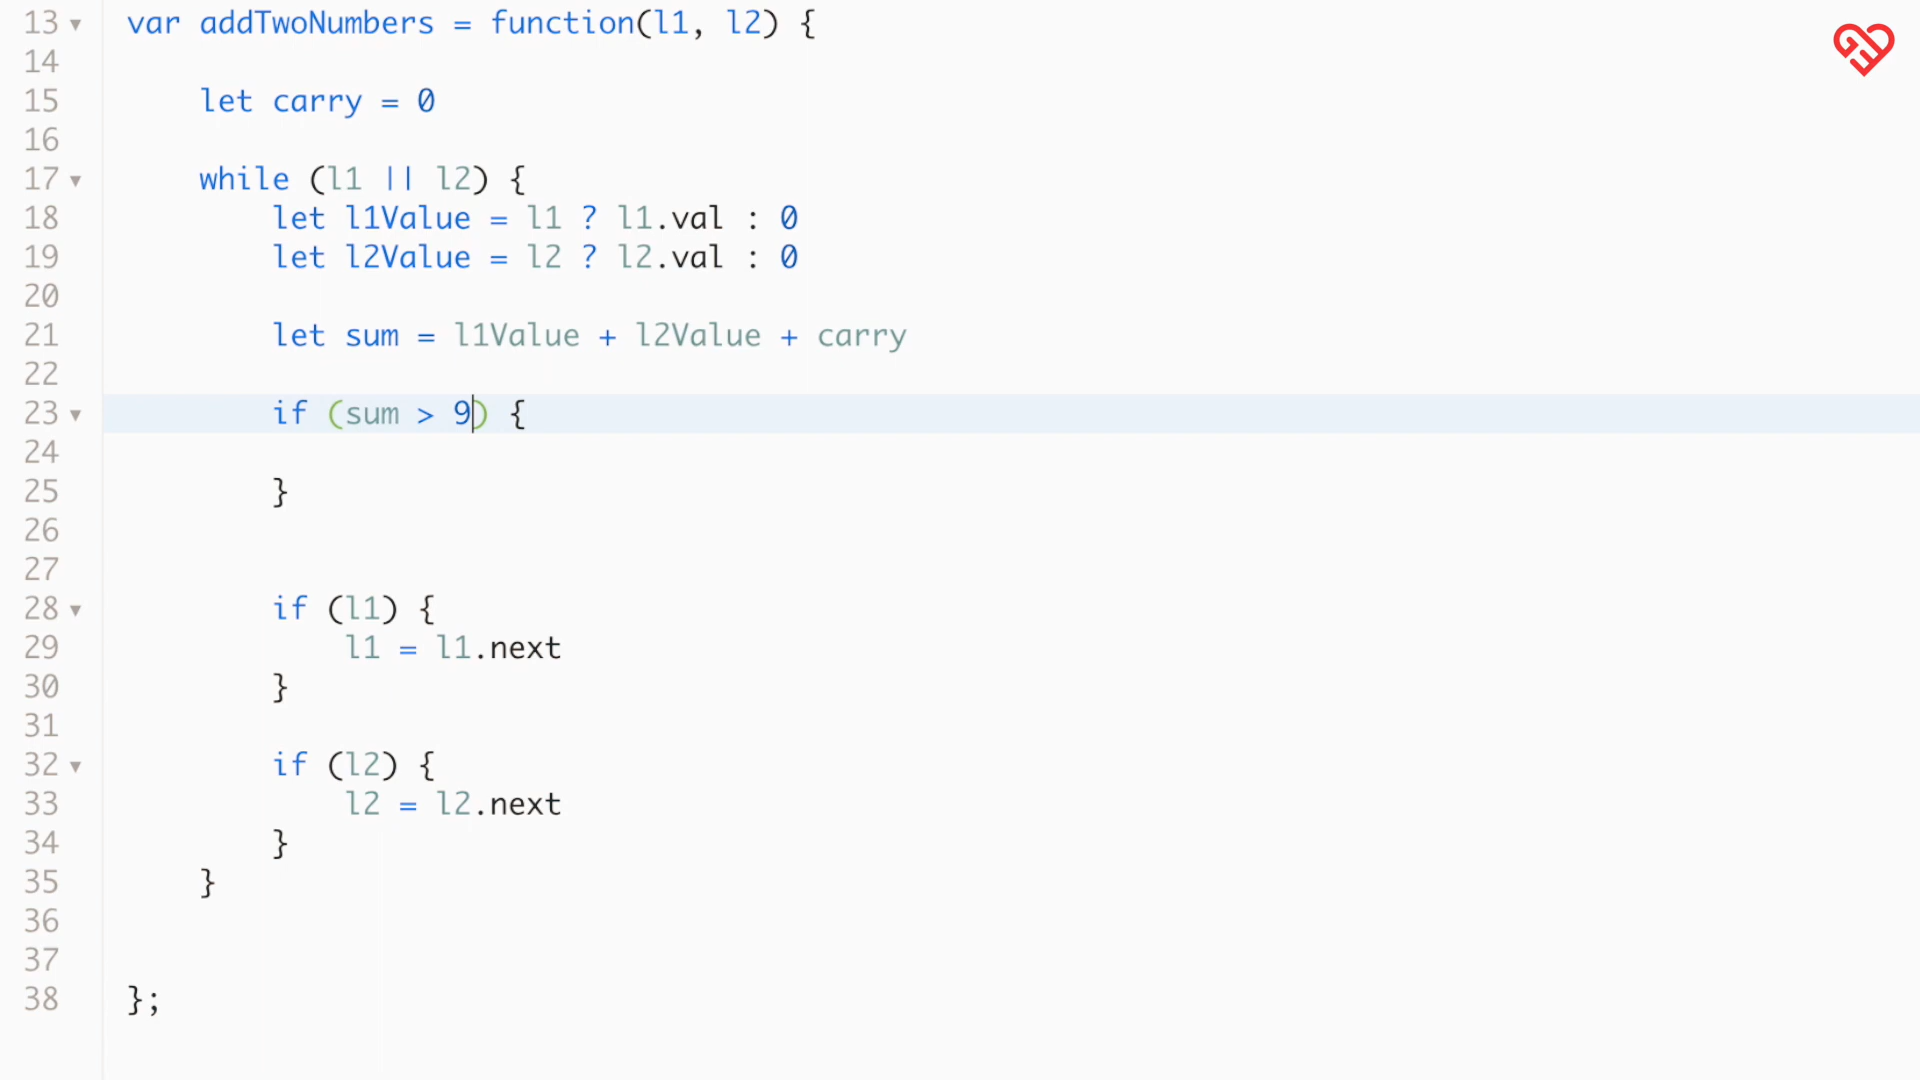 13 var addTwoNumbers = function(l1, l2) {
14
15 let carry = 0
16
17 while (l1 || l2) {
18 let l1Value = l1 ? l1.val : 0
19 let l2Value = l2 ? l2.val : 0
20
21 let sum = l1Value + l2Value + carry
22
23 if (sum > 9) {
24
25 }
26
27
28 if (l1) {
29 l1 = l1.next
30 }
31
32 if (l2) {
33 l2 = l2.next
34 }
35 }
36
37
38 };